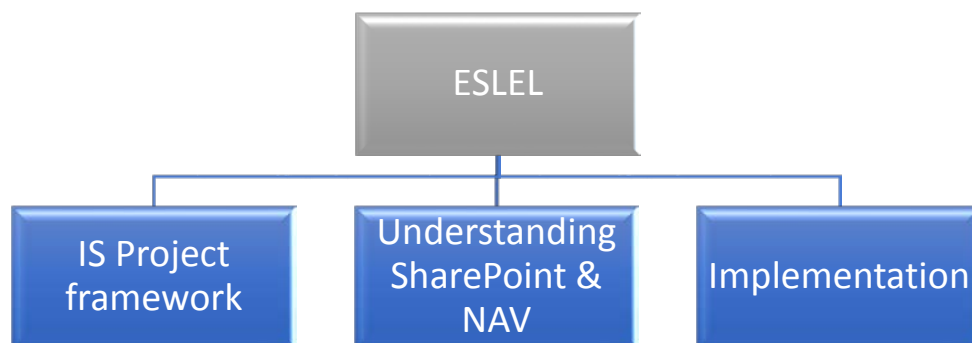 ESLEL
IS Project
framework
Understanding
SharePoint &
NAV
Implementation